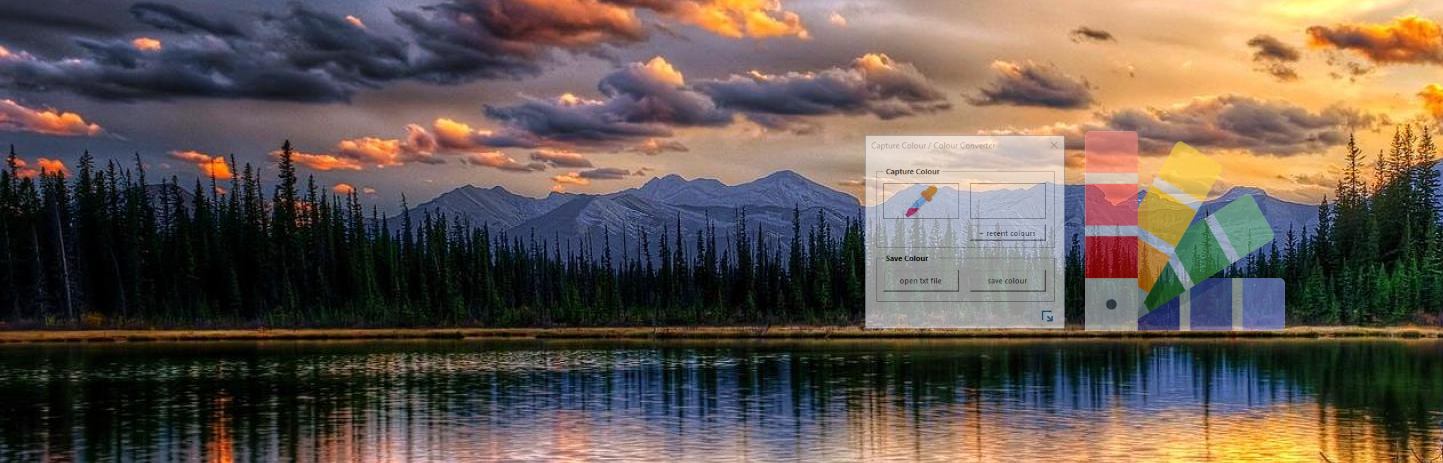 Capture Colour / Colour Converter
Capture Colour
- recent colours
Save Colour
open txt file
save colour